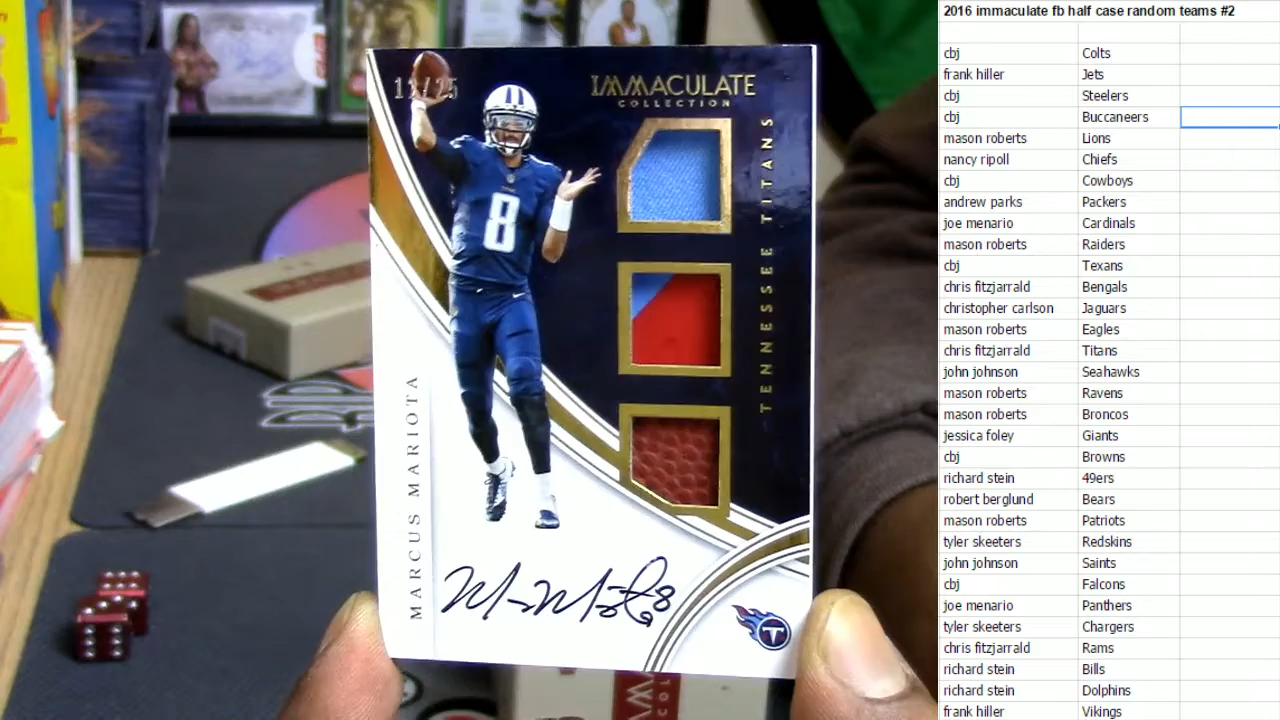 IMMACULATE
COLLECTION
TENNESSEE TITANS
8
MARCUS MARIOTA
T
2016 immaculate fb half case random teams #2
cbj Colts
frank hiller Jets
cbj Steelers
cbj Buccaneers
mason roberts Lions
nancy ripoll Chiefs
cbj Cowboys
andrew parks Packers
joe menario Cardinals
mason roberts Raiders
cbj Texans
chris fitzjarrald Bengals
christopher carlson Jaguars
mason roberts Eagles
chris fitzjarrald Titans
john johnson Seahawks
mason roberts Ravens
mason roberts Broncos
jessica foley Giants
cbj Browns
richard stein 49ers
robert berglund Bears
mason roberts Patriots
tyler skeeters Redskins
john johnson Saints
cbj Falcons
joe menario Panthers
tyler skeeters Chargers
chris fitzjarrald Rams
richard stein Bills
richard stein Dolphins
frank hiller Vikings